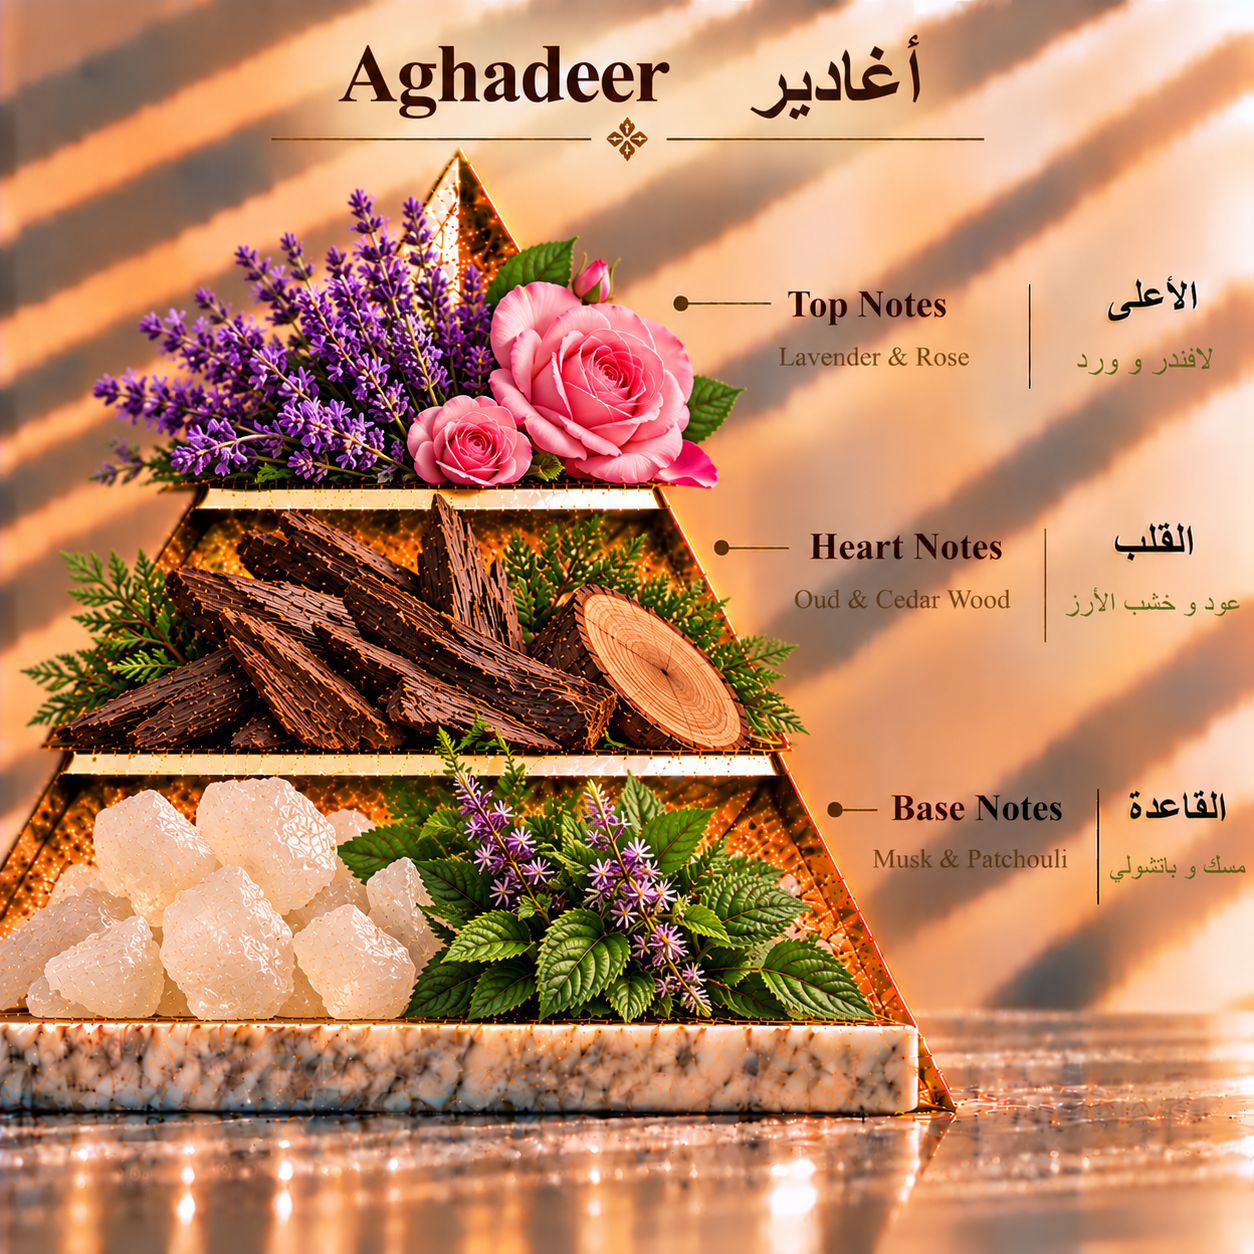 Aghadeer أغادير
Top Notes الأعلى
Lavender & Rose لافندر و ورد
Heart Notes القلب
Oud & Cedar Wood عود و خشب الأرز
Base Notes القاعدة
Musk & Patchouli مسك و باتشولي